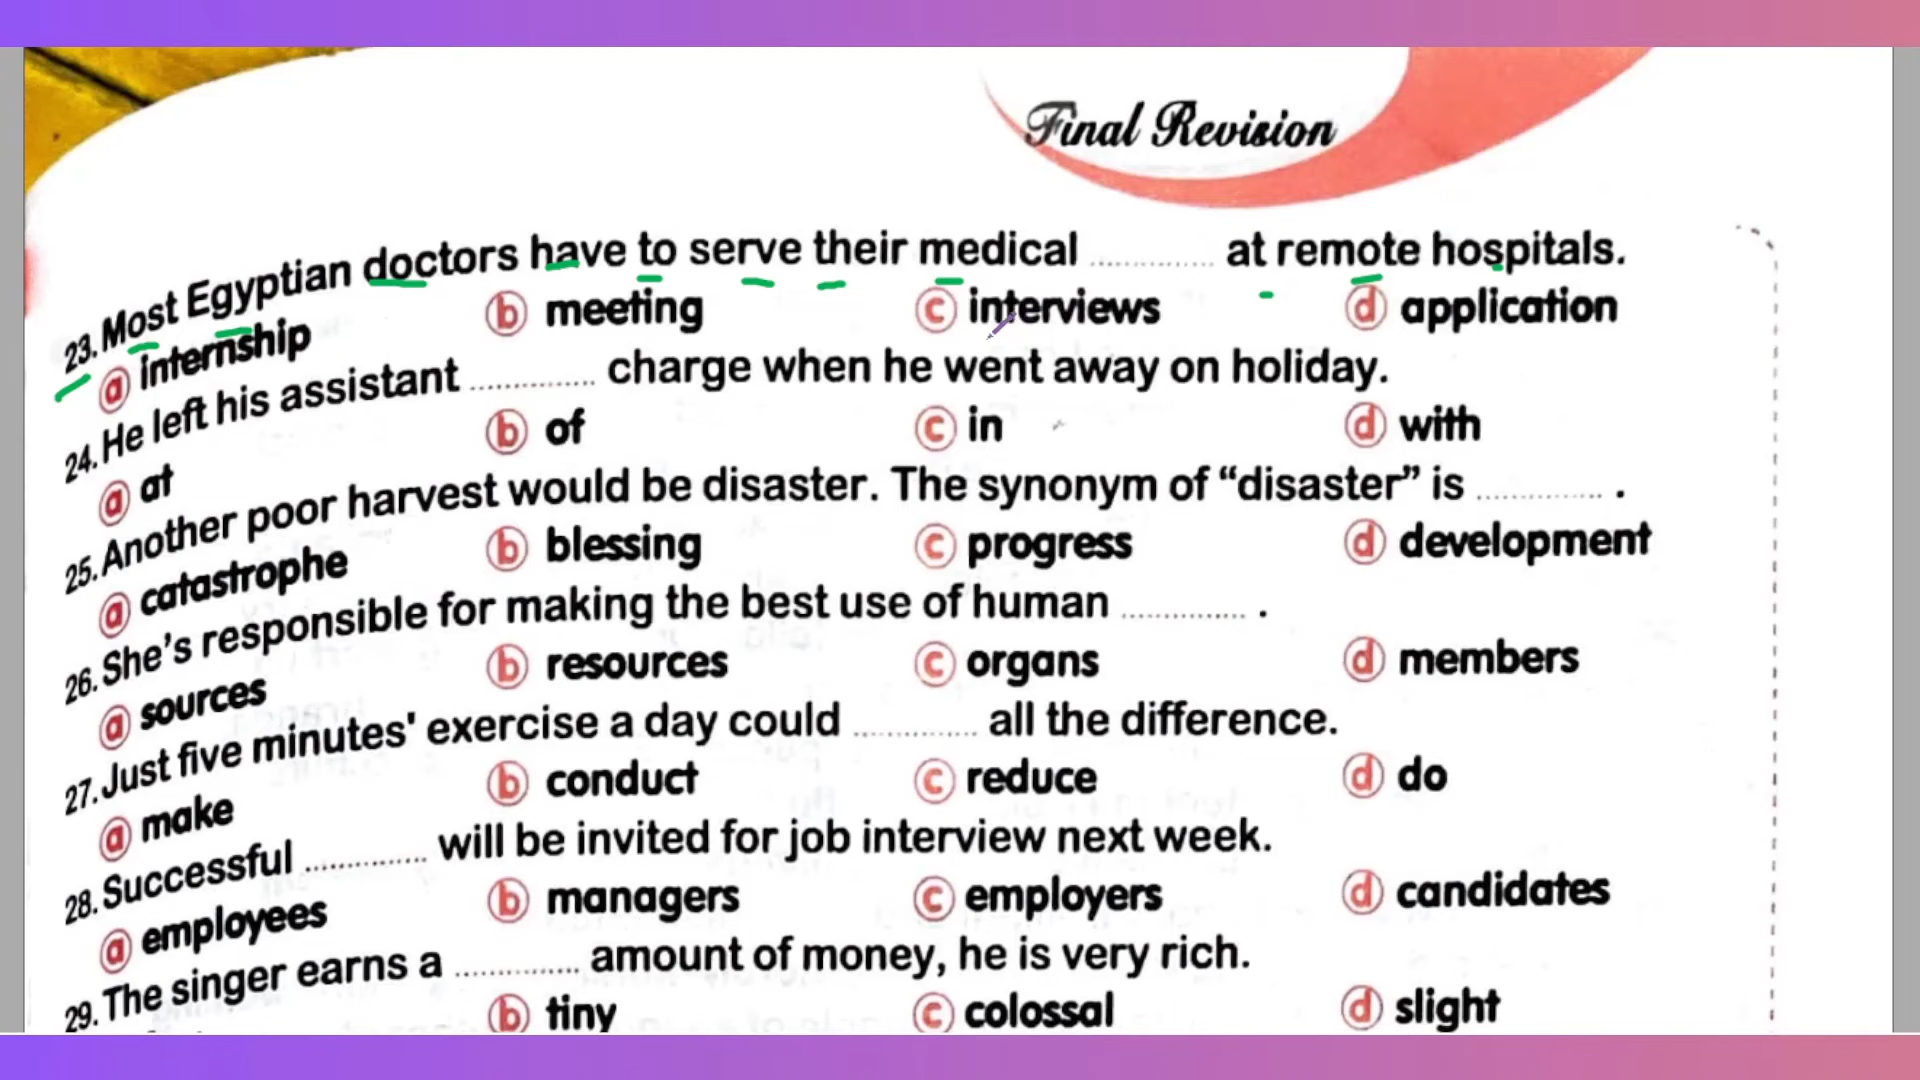 Final Revision
23. Most Egyptian doctors have to serve their medical ............ at remote hospitals.
a internship b meeting c interviews d application
24. He left his assistant ............ charge when he went away on holiday.
a at b of c in d with
25. Another poor harvest would be disaster. The synonym of “disaster” is ............ .
a catastrophe b blessing c progress d development
26. She’s responsible for making the best use of human ............ .
a sources b resources c organs d members
27. Just five minutes' exercise a day could ............ all the difference.
a make b conduct c reduce d do
28. Successful ............ will be invited for job interview next week.
a employees b managers c employers d candidates
29. The singer earns a ............ amount of money, he is very rich.
b tiny c colossal d slight